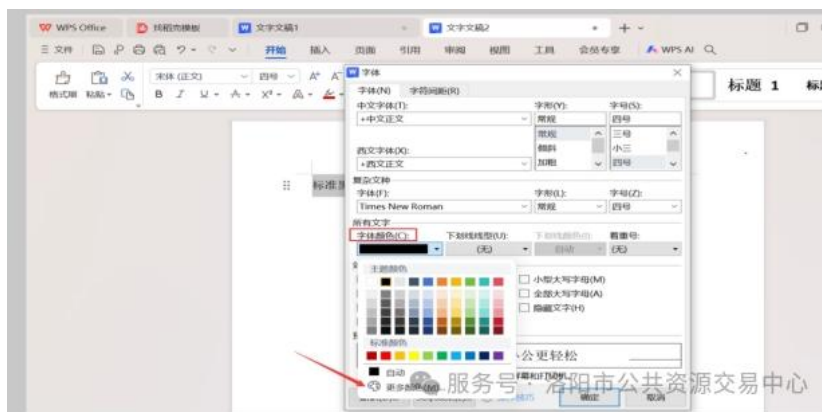 WPS Office 找稻壳模板 文字文稿1 文字文稿2
三 文件 开始 插入 页面 引用 审阅 视图 工具 会员专享 WPS AI
格式刷 粘贴 宋体 (正文) 四号 A+ A- 标题 1
B I U A X² A
字体
字体(N) 字符间距(R)
中文字体(T): 字形(Y): 字号(S):
+中文正文 常规 四号
常规 三号
倾斜 小三
西文字体(X): 加粗 四号
+西文正文
复杂文种
字体(F): 字形(L): 字号(Z):
Times New Roman 常规 四号
所有文字
字体颜色(C): 下划线线型(U): 下划线颜色(I): 着重号:
(无) 自动 (无)
主题颜色
小型大写字母(M)
全部大写字母(A)
隐藏文字(H)
标准颜色
公更轻松
自动
更多颜色(M)...
确定 取消
标准
服务号 · 洛阳市公共资源交易中心